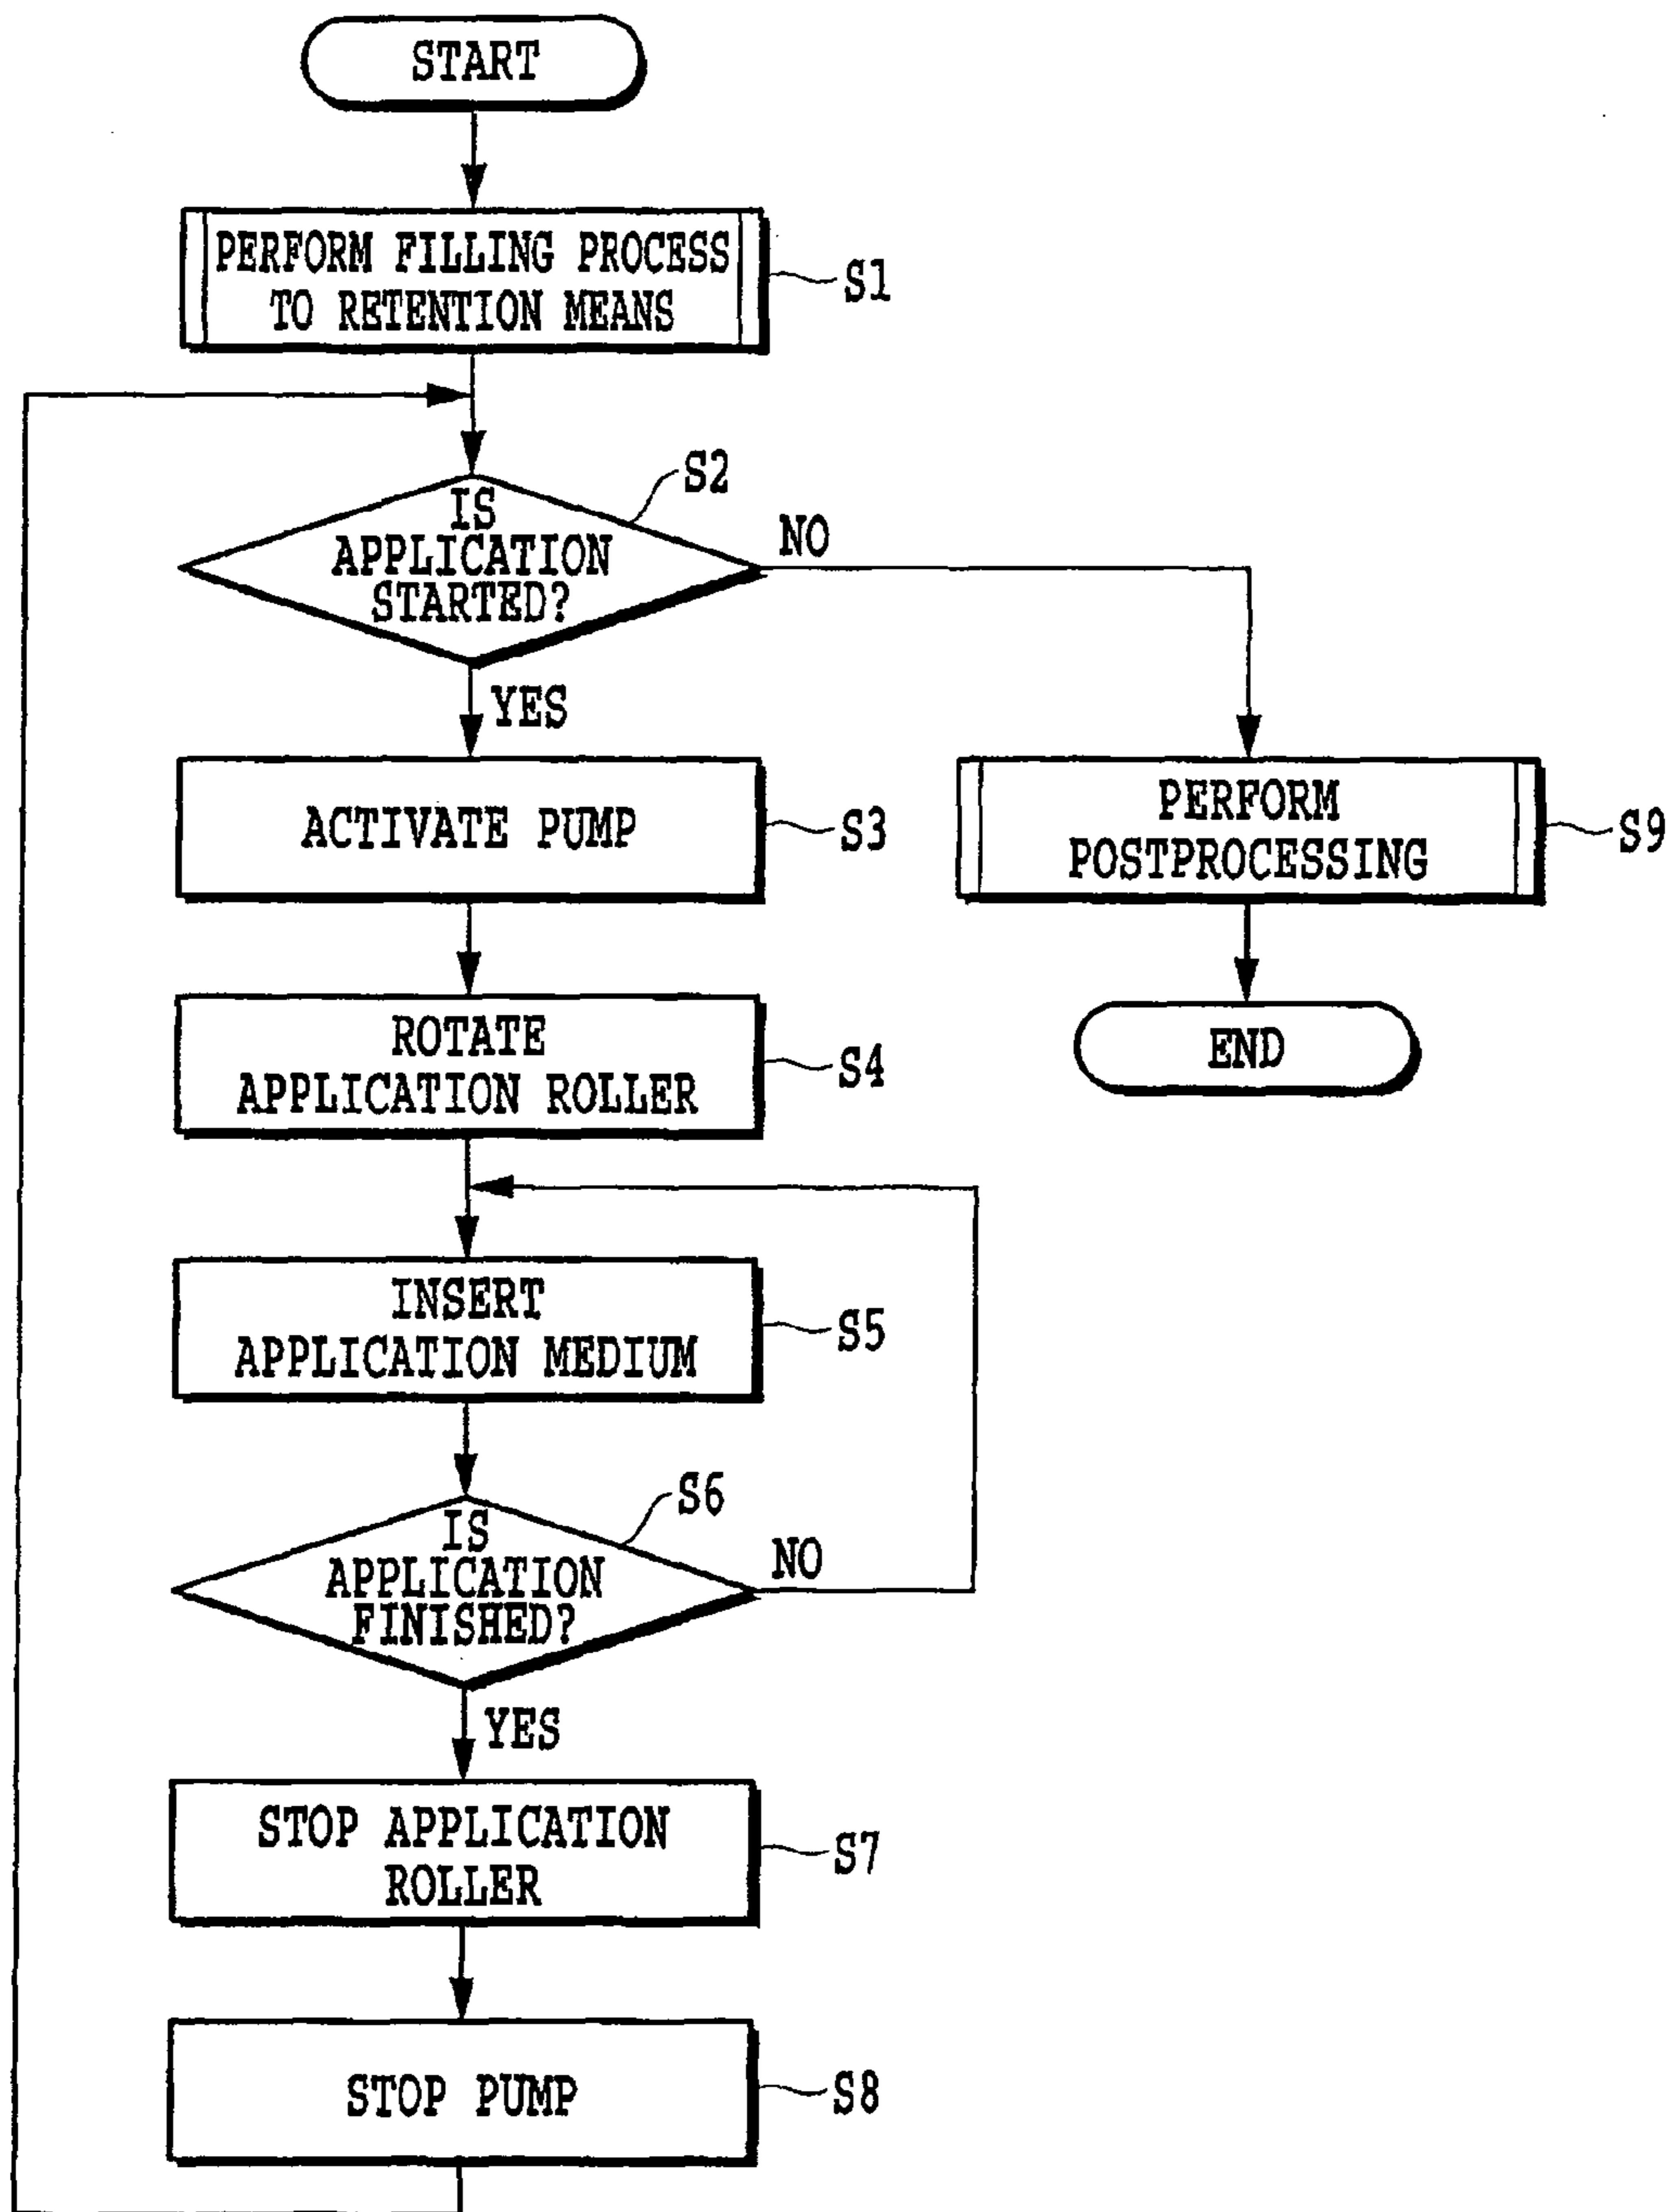 START
PERFORM FILLING PROCESS
TO RETENTION MEANS
S1
S2
IS
APPLICATION
STARTED?
NO
YES
ACTIVATE PUMP
S3
PERFORM
POSTPROCESSING
S9
ROTATE
APPLICATION ROLLER
S4
END
INSERT
APPLICATION MEDIUM
S5
S6
IS
APPLICATION
FINISHED?
NO
YES
STOP APPLICATION
ROLLER
S7
STOP PUMP
S8